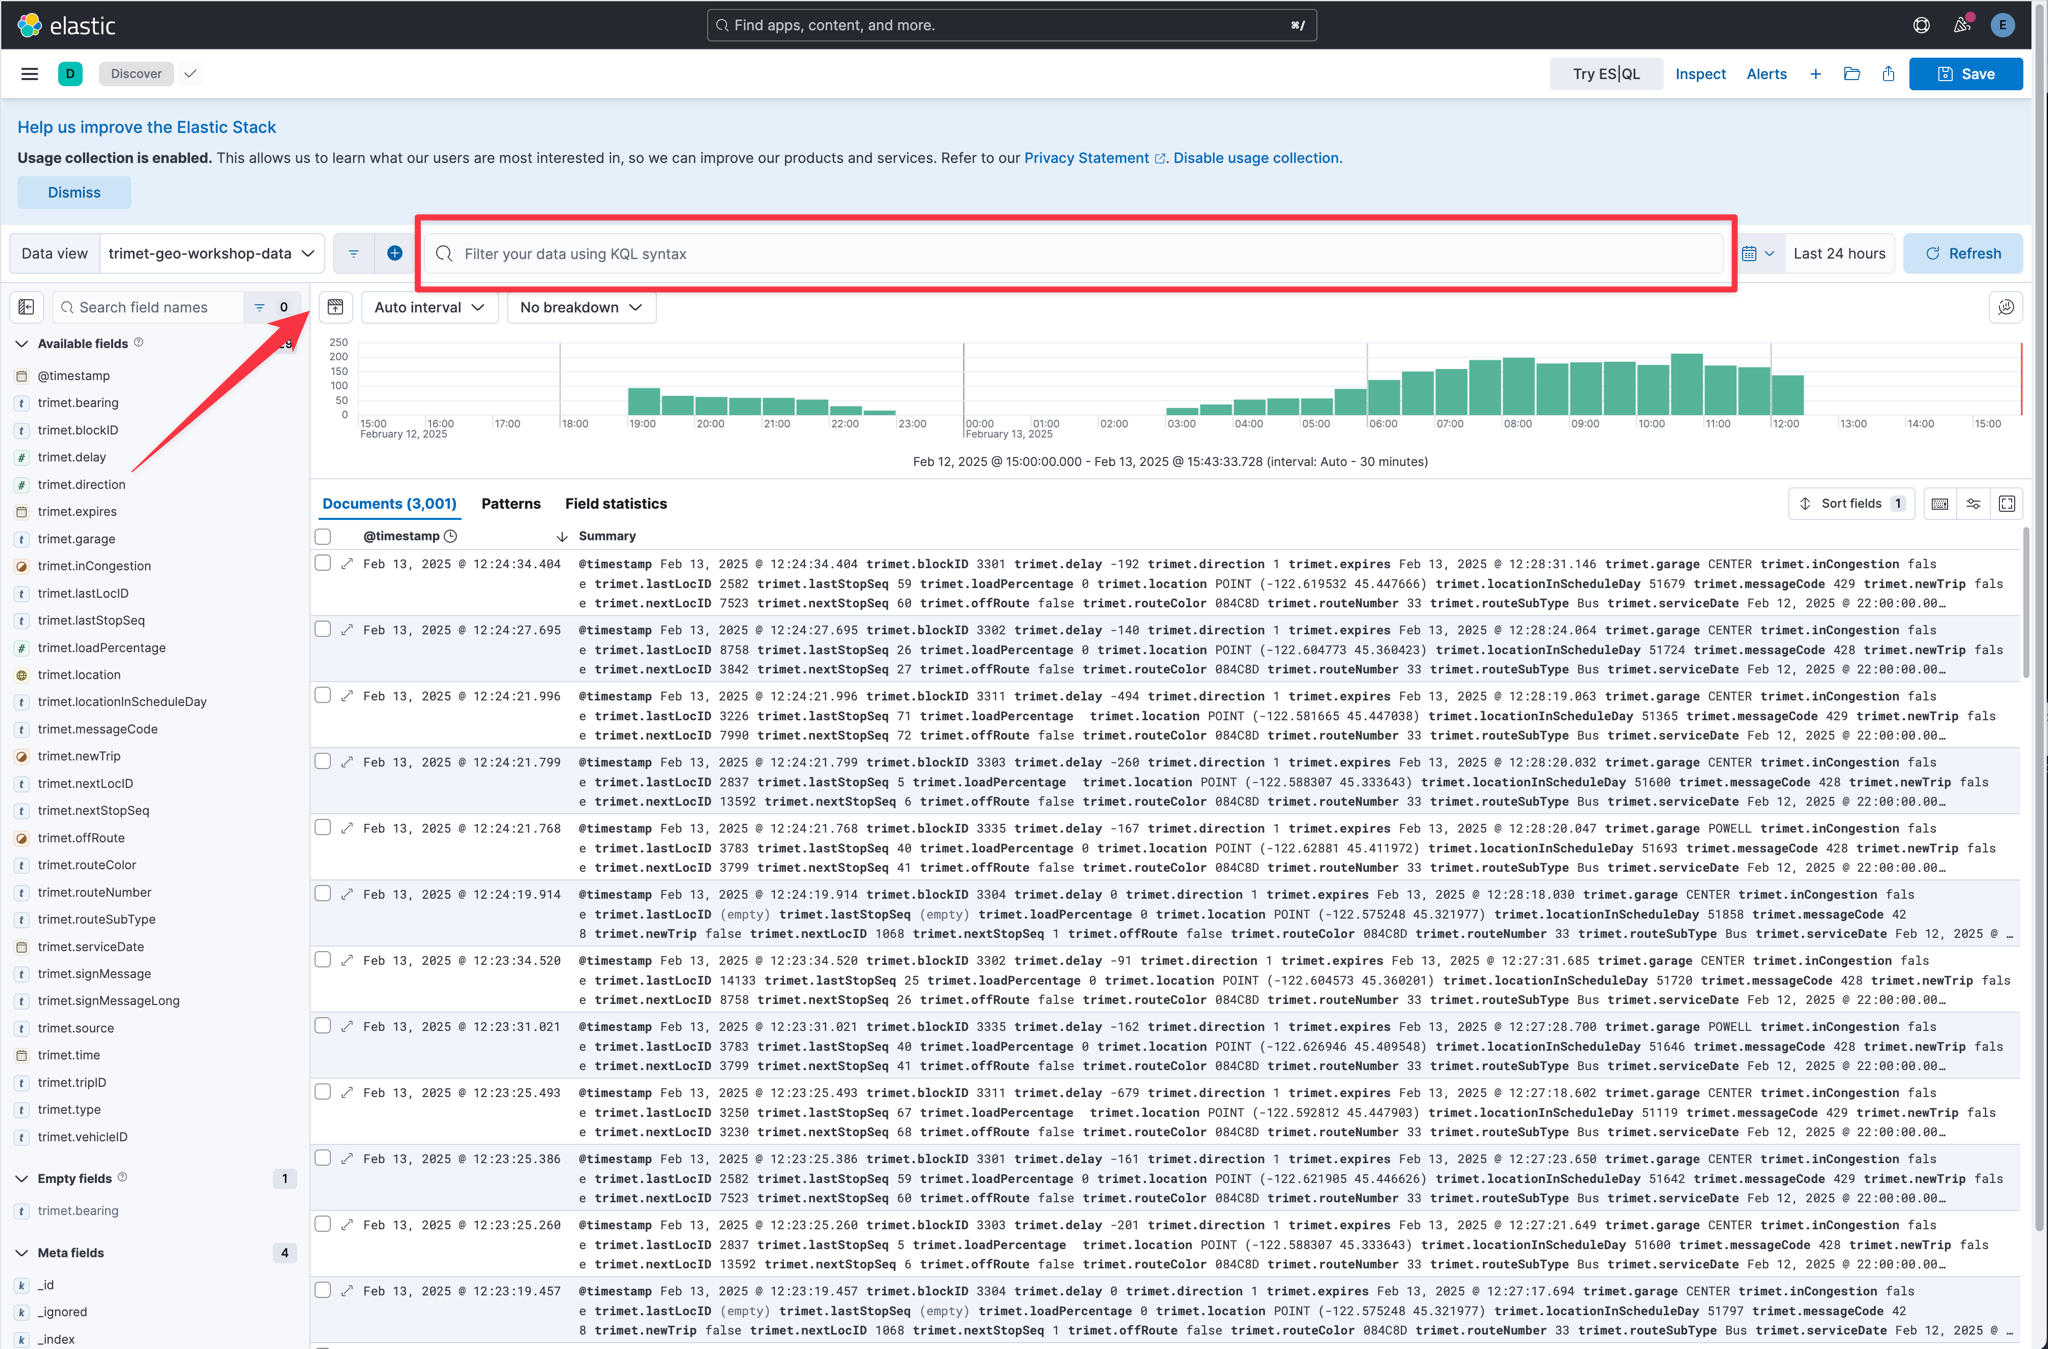 elastic
Find apps, content, and more.
⌘/
E
D
Discover
Try ES|QL
Inspect
Alerts
Save
Help us improve the Elastic Stack
Usage collection is enabled. This allows us to learn what our users are most interested in, so we can improve our products and services. Refer to our Privacy Statement. Disable usage collection.
Dismiss
Data view
trimet-geo-workshop-data
Filter your data using KQL syntax
Last 24 hours
Refresh
Search field names
0
Auto interval
No breakdown
Available fields
@timestamp
trimet.bearing
trimet.blockID
trimet.delay
trimet.direction
trimet.expires
trimet.garage
trimet.inCongestion
trimet.lastLocID
trimet.lastStopSeq
trimet.loadPercentage
trimet.location
trimet.locationInScheduleDay
trimet.messageCode
trimet.newTrip
trimet.nextLocID
trimet.nextStopSeq
trimet.offRoute
trimet.routeColor
trimet.routeNumber
trimet.routeSubType
trimet.serviceDate
trimet.signMessage
trimet.signMessageLong
trimet.source
trimet.time
trimet.tripID
trimet.type
trimet.vehicleID
Empty fields
1
trimet.bearing
Meta fields
4
_id
_ignored
_index
250
200
150
100
50
0
15:00 16:00 17:00 18:00 19:00 20:00 21:00 22:00 23:00 00:00 01:00 02:00 03:00 04:00 05:00 06:00 07:00 08:00 09:00 10:00 11:00 12:00 13:00 14:00 15:00
February 12, 2025 February 13, 2025
Feb 12, 2025 @ 15:00:00.000 - Feb 13, 2025 @ 15:43:33.728 (interval: Auto - 30 minutes)
Documents (3,001)
Patterns
Field statistics
Sort fields 1
@timestamp
Summary
Feb 13, 2025 @ 12:24:34.404 @timestamp Feb 13, 2025 @ 12:24:34.404 trimet.blockID 3301 trimet.delay -192 trimet.direction 1 trimet.expires Feb 13, 2025 @ 12:28:31.146 trimet.garage CENTER trimet.inCongestion fals
e trimet.lastLocID 2582 trimet.lastStopSeq 59 trimet.loadPercentage 0 trimet.location POINT (-122.619532 45.447666) trimet.locationInScheduleDay 51679 trimet.messageCode 429 trimet.newTrip fals
e trimet.nextLocID 7523 trimet.nextStopSeq 60 trimet.offRoute false trimet.routeColor 084C8D trimet.routeNumber 33 trimet.routeSubType Bus trimet.serviceDate Feb 12, 2025 @ 22:00:00.00…
Feb 13, 2025 @ 12:24:27.695 @timestamp Feb 13, 2025 @ 12:24:27.695 trimet.blockID 3302 trimet.delay -140 trimet.direction 1 trimet.expires Feb 13, 2025 @ 12:28:24.064 trimet.garage CENTER trimet.inCongestion fals
e trimet.lastLocID 8758 trimet.lastStopSeq 26 trimet.loadPercentage 0 trimet.location POINT (-122.604773 45.360423) trimet.locationInScheduleDay 51724 trimet.messageCode 428 trimet.newTrip fals
e trimet.nextLocID 3842 trimet.nextStopSeq 27 trimet.offRoute false trimet.routeColor 084C8D trimet.routeNumber 33 trimet.routeSubType Bus trimet.serviceDate Feb 12, 2025 @ 22:00:00.00…
Feb 13, 2025 @ 12:24:21.996 @timestamp Feb 13, 2025 @ 12:24:21.996 trimet.blockID 3311 trimet.delay -494 trimet.direction 1 trimet.expires Feb 13, 2025 @ 12:28:19.063 trimet.garage CENTER trimet.inCongestion fals
e trimet.lastLocID 3226 trimet.lastStopSeq 71 trimet.loadPercentage trimet.location POINT (-122.581665 45.447038) trimet.locationInScheduleDay 51365 trimet.messageCode 429 trimet.newTrip fals
e trimet.nextLocID 7990 trimet.nextStopSeq 72 trimet.offRoute false trimet.routeColor 084C8D trimet.routeNumber 33 trimet.routeSubType Bus trimet.serviceDate Feb 12, 2025 @ 22:00:00.00…
Feb 13, 2025 @ 12:24:21.799 @timestamp Feb 13, 2025 @ 12:24:21.799 trimet.blockID 3303 trimet.delay -260 trimet.direction 1 trimet.expires Feb 13, 2025 @ 12:28:20.032 trimet.garage CENTER trimet.inCongestion fals
e trimet.lastLocID 2837 trimet.lastStopSeq 5 trimet.loadPercentage trimet.location POINT (-122.588307 45.333643) trimet.locationInScheduleDay 51600 trimet.messageCode 428 trimet.newTrip fals
e trimet.nextLocID 13592 trimet.nextStopSeq 6 trimet.offRoute false trimet.routeColor 084C8D trimet.routeNumber 33 trimet.routeSubType Bus trimet.serviceDate Feb 12, 2025 @ 22:00:00.00…
Feb 13, 2025 @ 12:24:21.768 @timestamp Feb 13, 2025 @ 12:24:21.768 trimet.blockID 3335 trimet.delay -167 trimet.direction 1 trimet.expires Feb 13, 2025 @ 12:28:20.047 trimet.garage POWELL trimet.inCongestion fals
e trimet.lastLocID 3783 trimet.lastStopSeq 40 trimet.loadPercentage 0 trimet.location POINT (-122.62881 45.411972) trimet.locationInScheduleDay 51693 trimet.messageCode 428 trimet.newTrip fals
e trimet.nextLocID 3799 trimet.nextStopSeq 41 trimet.offRoute false trimet.routeColor 084C8D trimet.routeNumber 33 trimet.routeSubType Bus trimet.serviceDate Feb 12, 2025 @ 22:00:00.00…
Feb 13, 2025 @ 12:24:19.914 @timestamp Feb 13, 2025 @ 12:24:19.914 trimet.blockID 3304 trimet.delay 0 trimet.direction 1 trimet.expires Feb 13, 2025 @ 12:28:18.030 trimet.garage CENTER trimet.inCongestion fals
e trimet.lastLocID (empty) trimet.lastStopSeq (empty) trimet.loadPercentage 0 trimet.location POINT (-122.575248 45.321977) trimet.locationInScheduleDay 51858 trimet.messageCode 42
8 trimet.newTrip false trimet.nextLocID 1068 trimet.nextStopSeq 1 trimet.offRoute false trimet.routeColor 084C8D trimet.routeNumber 33 trimet.routeSubType Bus trimet.serviceDate Feb 12, 2025 @ …
Feb 13, 2025 @ 12:23:34.520 @timestamp Feb 13, 2025 @ 12:23:34.520 trimet.blockID 3302 trimet.delay -91 trimet.direction 1 trimet.expires Feb 13, 2025 @ 12:27:31.685 trimet.garage CENTER trimet.inCongestion fals
e trimet.lastLocID 14133 trimet.lastStopSeq 25 trimet.loadPercentage 0 trimet.location POINT (-122.604573 45.360201) trimet.locationInScheduleDay 51720 trimet.messageCode 428 trimet.newTrip fals
e trimet.nextLocID 8758 trimet.nextStopSeq 26 trimet.offRoute false trimet.routeColor 084C8D trimet.routeNumber 33 trimet.routeSubType Bus trimet.serviceDate Feb 12, 2025 @ 22:00:00.00…
Feb 13, 2025 @ 12:23:31.021 @timestamp Feb 13, 2025 @ 12:23:31.021 trimet.blockID 3335 trimet.delay -162 trimet.direction 1 trimet.expires Feb 13, 2025 @ 12:27:28.700 trimet.garage POWELL trimet.inCongestion fals
e trimet.lastLocID 3783 trimet.lastStopSeq 40 trimet.loadPercentage 0 trimet.location POINT (-122.626946 45.409548) trimet.locationInScheduleDay 51646 trimet.messageCode 428 trimet.newTrip fals
e trimet.nextLocID 3799 trimet.nextStopSeq 41 trimet.offRoute false trimet.routeColor 084C8D trimet.routeNumber 33 trimet.routeSubType Bus trimet.serviceDate Feb 12, 2025 @ 22:00:00.00…
Feb 13, 2025 @ 12:23:25.493 @timestamp Feb 13, 2025 @ 12:23:25.493 trimet.blockID 3311 trimet.delay -679 trimet.direction 1 trimet.expires Feb 13, 2025 @ 12:27:18.602 trimet.garage CENTER trimet.inCongestion fals
e trimet.lastLocID 3250 trimet.lastStopSeq 67 trimet.loadPercentage trimet.location POINT (-122.592812 45.447903) trimet.locationInScheduleDay 51119 trimet.messageCode 429 trimet.newTrip fals
e trimet.nextLocID 3230 trimet.nextStopSeq 68 trimet.offRoute false trimet.routeColor 084C8D trimet.routeNumber 33 trimet.routeSubType Bus trimet.serviceDate Feb 12, 2025 @ 22:00:00.00…
Feb 13, 2025 @ 12:23:25.386 @timestamp Feb 13, 2025 @ 12:23:25.386 trimet.blockID 3301 trimet.delay -161 trimet.direction 1 trimet.expires Feb 13, 2025 @ 12:27:23.650 trimet.garage CENTER trimet.inCongestion fals
e trimet.lastLocID 2582 trimet.lastStopSeq 59 trimet.loadPercentage 0 trimet.location POINT (-122.621905 45.446626) trimet.locationInScheduleDay 51642 trimet.messageCode 429 trimet.newTrip fals
e trimet.nextLocID 7523 trimet.nextStopSeq 60 trimet.offRoute false trimet.routeColor 084C8D trimet.routeNumber 33 trimet.routeSubType Bus trimet.serviceDate Feb 12, 2025 @ 22:00:00.00…
Feb 13, 2025 @ 12:23:25.260 @timestamp Feb 13, 2025 @ 12:23:25.260 trimet.blockID 3303 trimet.delay -201 trimet.direction 1 trimet.expires Feb 13, 2025 @ 12:27:21.649 trimet.garage CENTER trimet.inCongestion fals
e trimet.lastLocID 2837 trimet.lastStopSeq 5 trimet.loadPercentage trimet.location POINT (-122.588307 45.333643) trimet.locationInScheduleDay 51600 trimet.messageCode 428 trimet.newTrip fals
e trimet.nextLocID 13592 trimet.nextStopSeq 6 trimet.offRoute false trimet.routeColor 084C8D trimet.routeNumber 33 trimet.routeSubType Bus trimet.serviceDate Feb 12, 2025 @ 22:00:00.00…
Feb 13, 2025 @ 12:23:19.457 @timestamp Feb 13, 2025 @ 12:23:19.457 trimet.blockID 3304 trimet.delay 0 trimet.direction 1 trimet.expires Feb 13, 2025 @ 12:27:17.694 trimet.garage CENTER trimet.inCongestion fals
e trimet.lastLocID (empty) trimet.lastStopSeq (empty) trimet.loadPercentage 0 trimet.location POINT (-122.575248 45.321977) trimet.locationInScheduleDay 51797 trimet.messageCode 42
8 trimet.newTrip false trimet.nextLocID 1068 trimet.nextStopSeq 1 trimet.offRoute false trimet.routeColor 084C8D trimet.routeNumber 33 trimet.routeSubType Bus trimet.serviceDate Feb 12, 2025 @ …